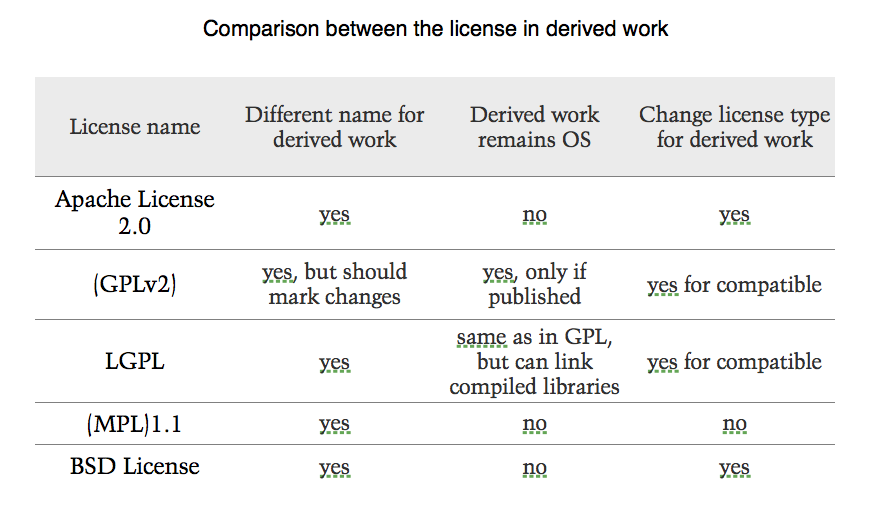 Comparison between the license in derived work
License name
Different name for
derived work
Derived work
remains OS
Change license type
for derived work
Apache License
2.0
yes
no
yes
(GPLv2)
yes, but should
mark changes
yes, only if
published
yes for compatible
LGPL
yes
same as in GPL,
but can link
compiled libraries
yes for compatible
(MPL)1.1
yes
no
no
BSD License
yes
no
yes